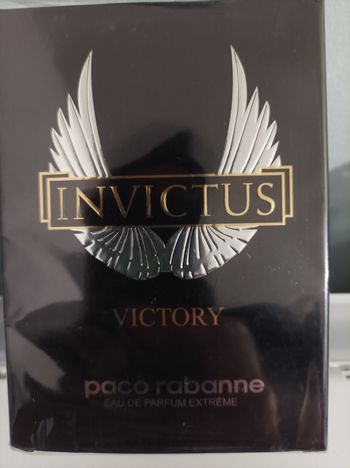 INVICTUS
VICTORY
paco rabanne
EAU DE PARFUM EXTRÊME